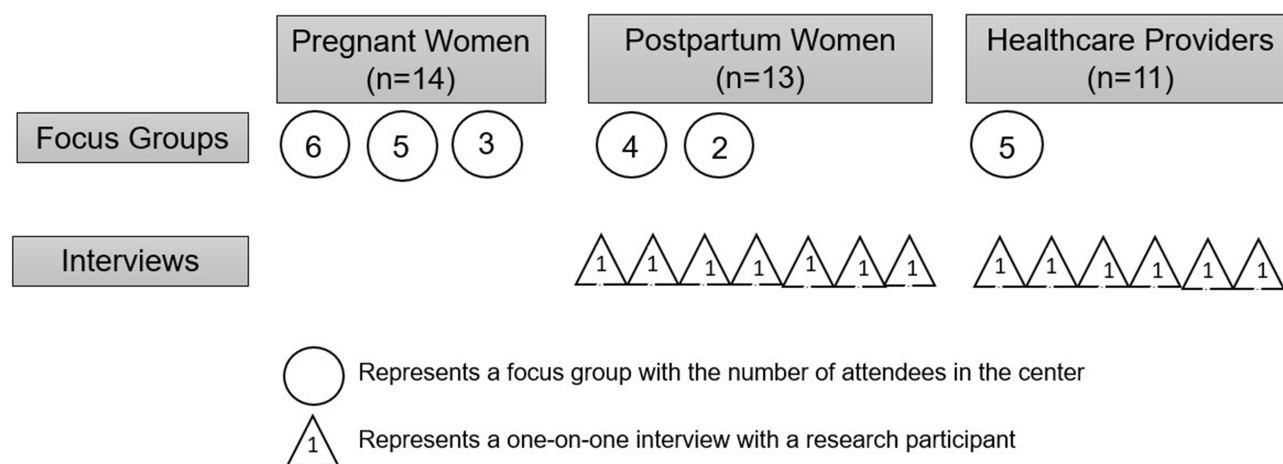 Pregnant Women
(n=14)
Postpartum Women
(n=13)
Healthcare Providers
(n=11)
Focus Groups
6 5 3 4 2 5
Interviews
1 1 1 1 1 1 1 1 1 1 1 1 1
Represents a focus group with the number of attendees in the center
1 Represents a one-on-one interview with a research participant